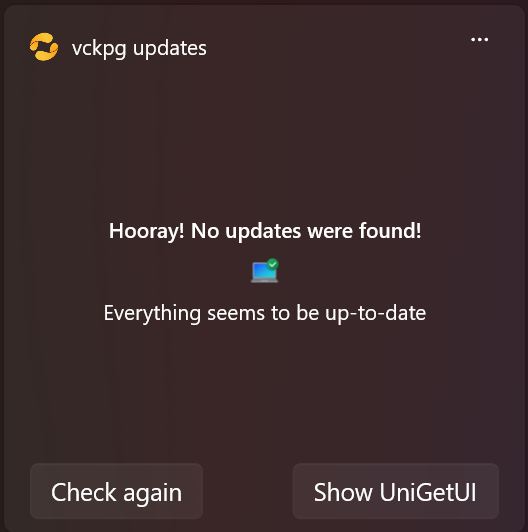 vckpg updates
Hooray! No updates were found!
Everything seems to be up-to-date
Check again
Show UniGetUI